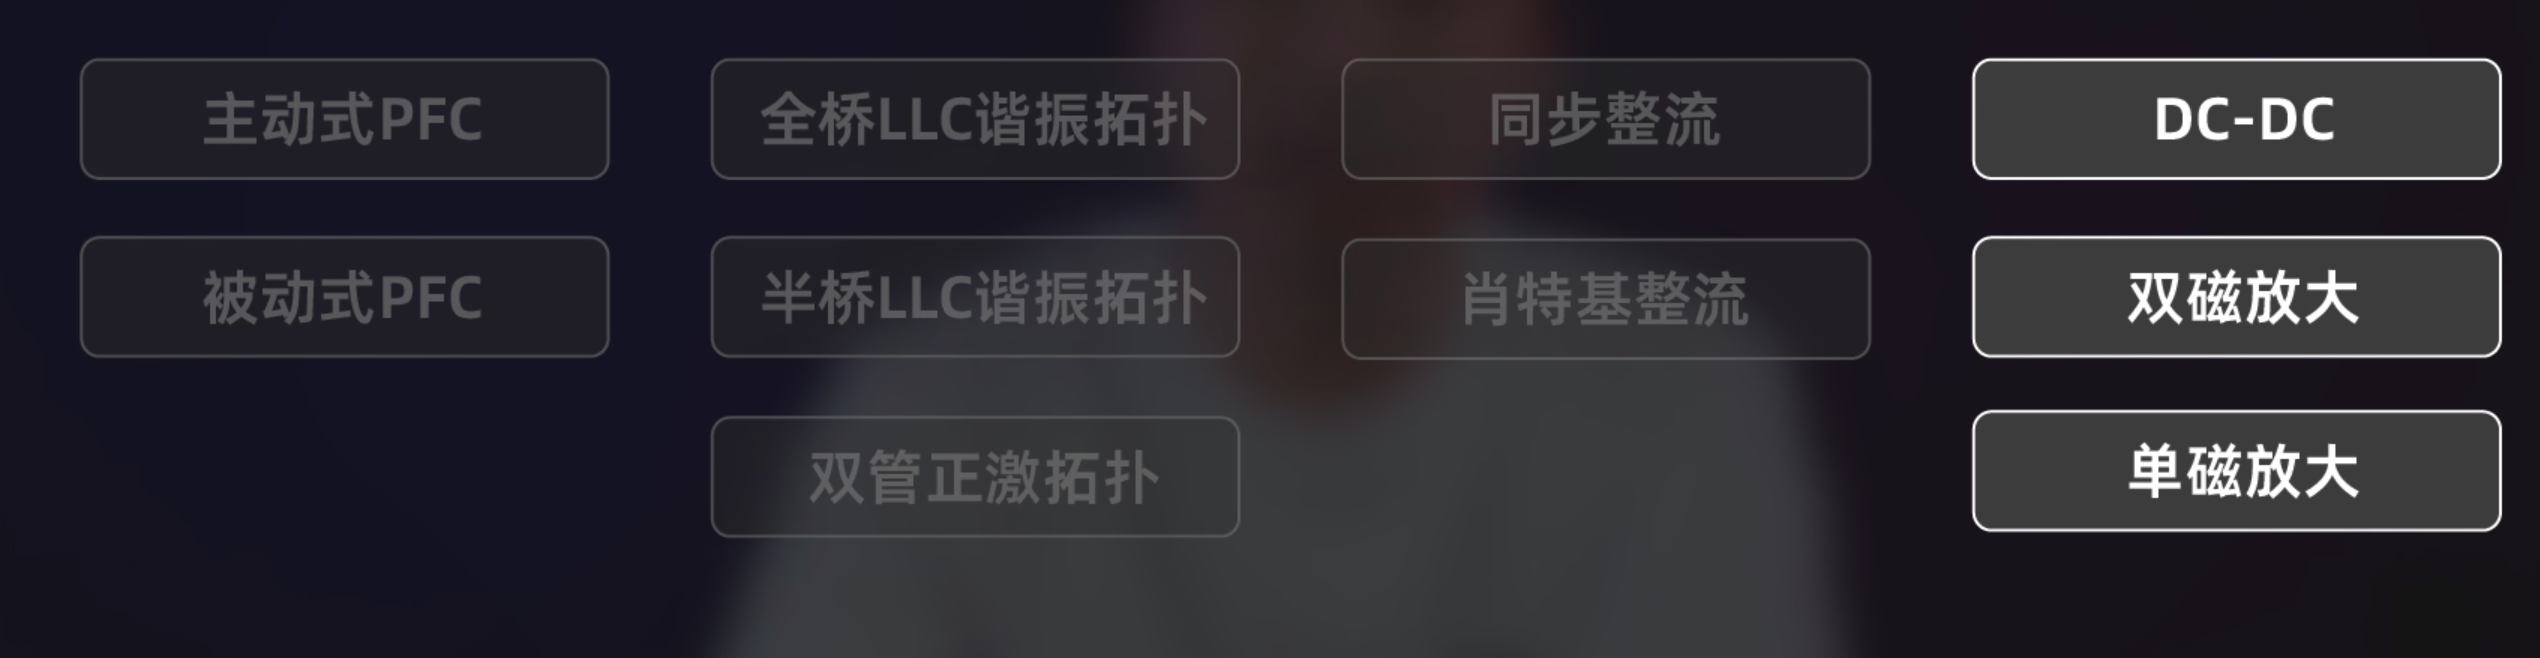 主动式PFC
全桥LLC谐振拓扑
同步整流
DC-DC
被动式PFC
半桥LLC谐振拓扑
肖特基整流
双磁放大
双管正激拓扑
单磁放大